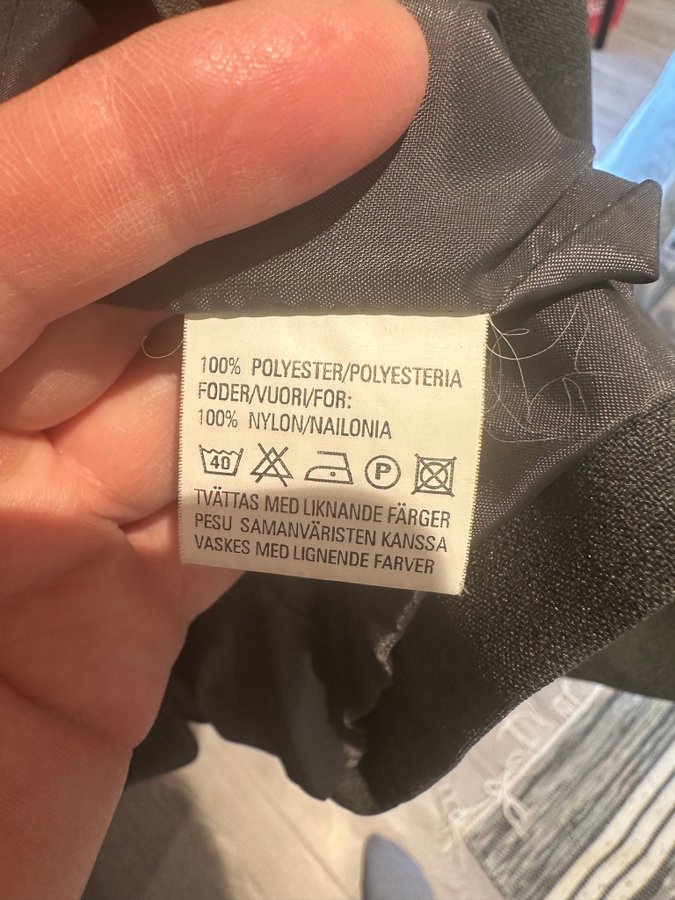 100% POLYESTER/POLYESTERIA
FODER/VUORI/FOR:
100% NYLON/NAILONIA
40 P
TVÄTTAS MED LIKNANDE FÄRGER
PESU SAMANVÄRISTEN KANSSA
VASKES MED LIGNENDE FARVER